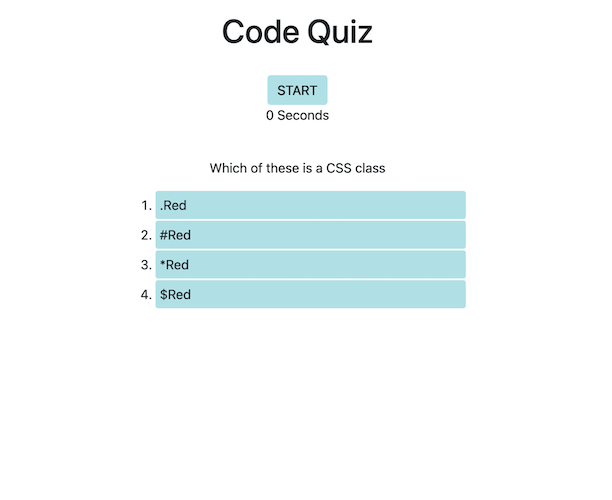 Code Quiz
START
0 Seconds
Which of these is a CSS class
1. .Red
2. #Red
3. *Red
4. $Red